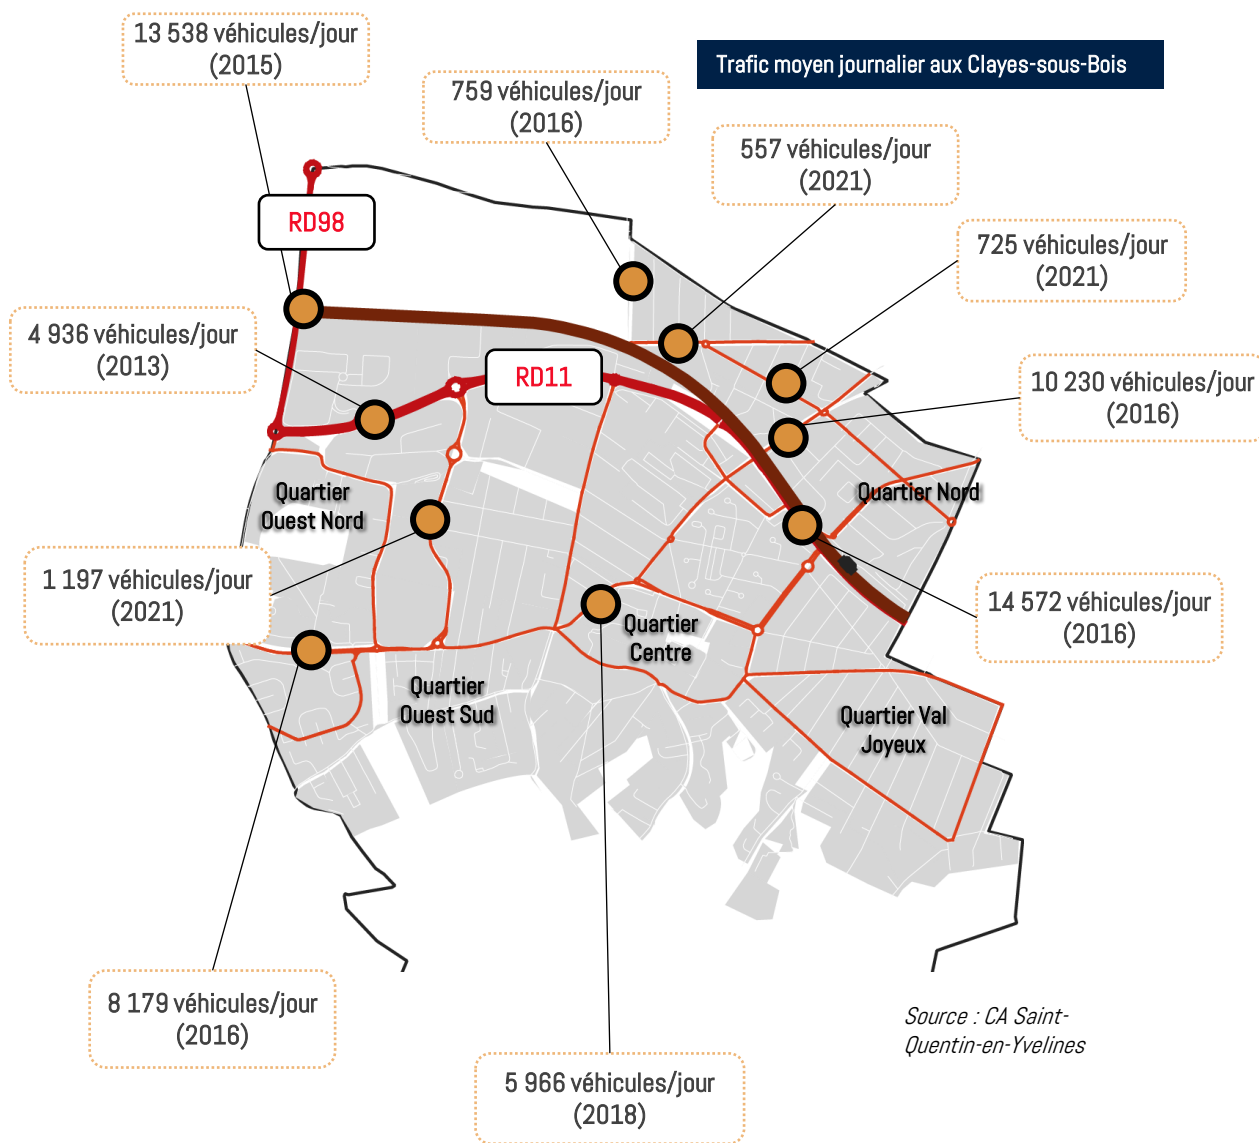 13 538 véhicules/jour
(2015)
Trafic moyen journalier aux Clayes-sous-Bois
759 véhicules/jour
(2016)
557 véhicules/jour
(2021)
RD98
725 véhicules/jour
(2021)
4 936 véhicules/jour
(2013)
RD11
10 230 véhicules/jour
(2016)
Quartier
Ouest Nord
Quartier Nord
1 197 véhicules/jour
(2021)
14 572 véhicules/jour
(2016)
Quartier
Centre
Quartier
Ouest Sud
Quartier Val
Joyeux
8 179 véhicules/jour
(2016)
Source : CA Saint-
Quentin-en-Yvelines
5 966 véhicules/jour
(2018)